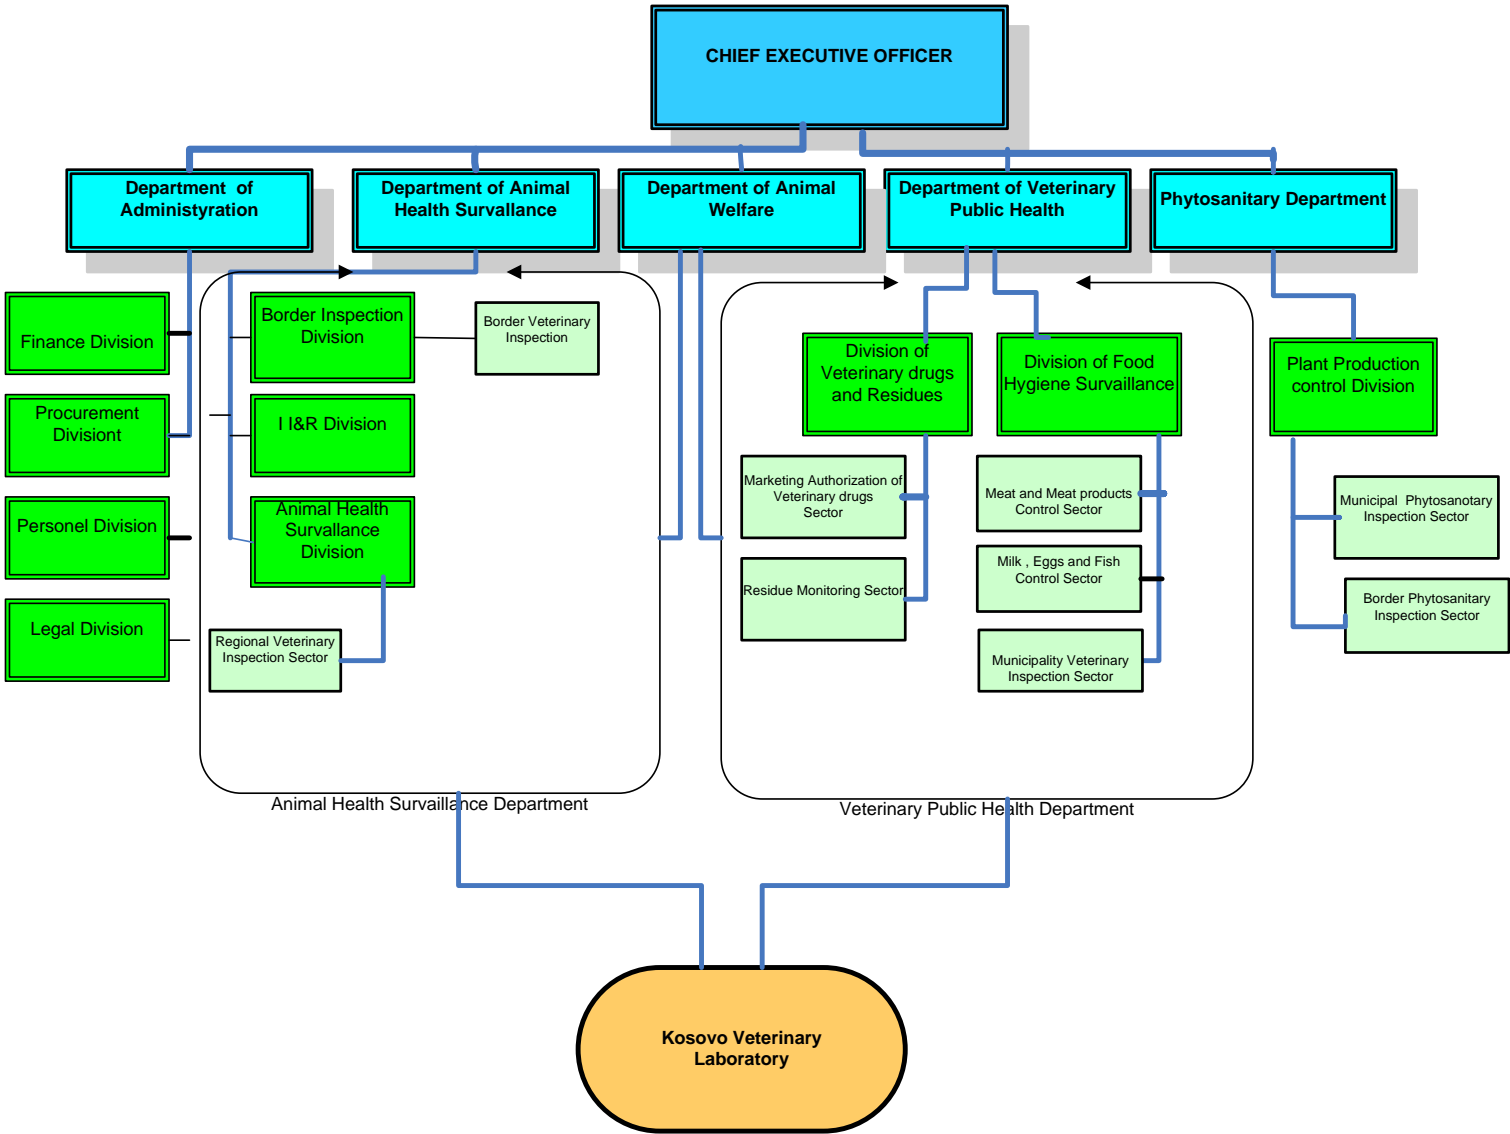 CHIEF EXECUTIVE OFFICER
Department of
Administyration
Department of Animal
Health Survallance
Department of Animal
Welfare
Department of Veterinary
Public Health
Phytosanitary Department
Finance Division
Procurement
Divisiont
Personel Division
Legal Division
Border Inspection
Division
Border Veterinary
Inspection
I I&R Division
Animal Health
Survallance
Division
Regional Veterinary
Inspection Sector
Animal Health Survaillance Department
Division of
Veterinary drugs
and Residues
Division of Food
Hygiene Survaillance
Marketing Authorization of
Veterinary drugs
Sector
Residue Monitoring Sector
Meat and Meat products
Control Sector
Milk , Eggs and Fish
Control Sector
Municipality Veterinary
Inspection Sector
Veterinary Public Health Department
Plant Production
control Division
Municipal Phytosanotary
Inspection Sector
Border Phytosanitary
Inspection Sector
Kosovo Veterinary
Laboratory